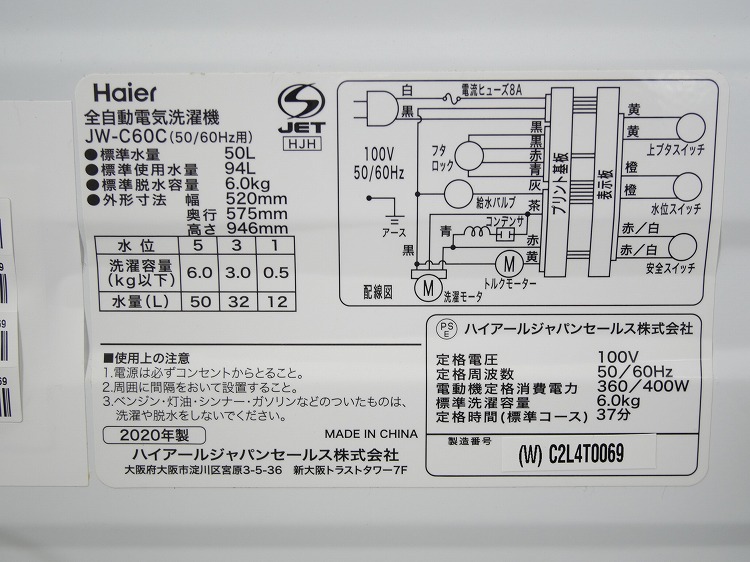 Haier
全自動電気洗濯機
JW-C60C(50/60Hz用)
●標準水量 50L
●標準使用水量 94L
●標準脱水容量 6.0kg
●外形寸法 幅 520mm
奥行 575mm
高さ 946mm
水位 5 3 1
洗濯容量(kg以下) 6.0 3.0 0.5
水量(L) 50 32 12
S
JET
HJH
白
電流ヒューズ8A
黒
100V
50/60Hz
アース
フタロック
黒
黒
赤
青
灰
給水バルブ
茶
コンデンサ
青
黒
赤
黄
M
洗濯モータ
M
トルクモーター
配線図
プリント基板
表示板
黄
黄
上ブタスイッチ
橙
橙
水位スイッチ
赤/白
赤/白
安全スイッチ
■使用上の注意
1.電源は必ずコンセントからとること。
2.周囲に間隔をおいて設置すること。
3.ベンジン・灯油・シンナー・ガソリンなどのついたものは、
洗濯や脱水をしないでください。
2020年製
MADE IN CHINA
ハイアールジャパンセールス株式会社
大阪府大阪市淀川区宮原3-5-36 新大阪トラストタワー7F
PS
E
ハイアールジャパンセールス株式会社
定格電圧 100V
定格周波数 50/60Hz
電動機定格消費電力 360/400W
標準洗濯容量 6.0kg
定格時間(標準コース) 37分
製造番号
(W) C2L4T0069
9
69
69